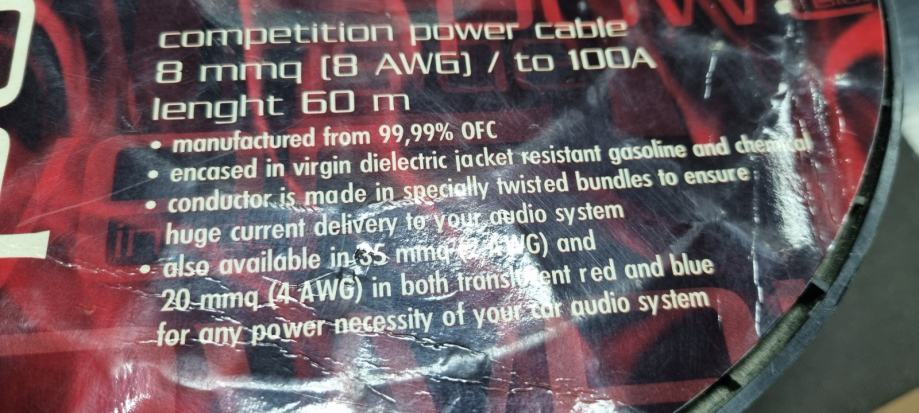 competition power cable
8 mmq (8 AWG) / to 100A
lenght 60 m
• manufactured from 99,99% OFC
• encased in virgin dielectric jacket resistant gasoline and chemical
• conductor is made in specially twisted bundles to ensure
huge current delivery to your audio system
• also available in 35 mmq (2 AWG) and
20 mmq (4 AWG) in both translucent red and blue
for any power necessity of your car audio system